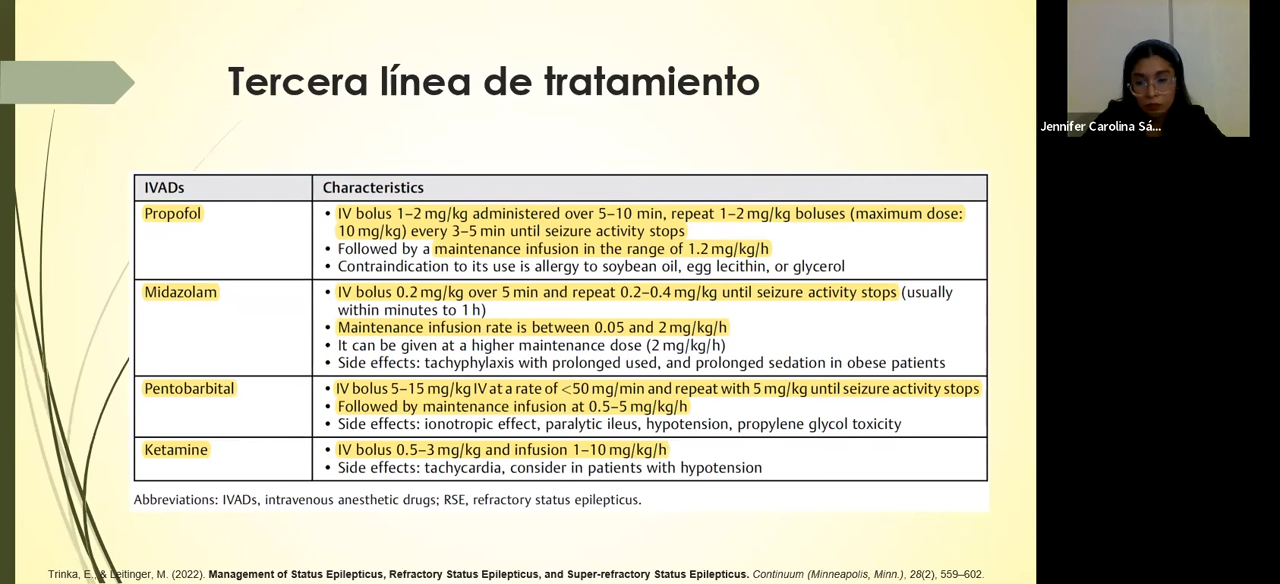 Tercera línea de tratamiento
Jennifer Carolina Sá...
IVADs
Characteristics
Propofol
• IV bolus 1–2 mg/kg administered over 5–10 min, repeat 1–2 mg/kg boluses (maximum dose:
10 mg/kg) every 3–5 min until seizure activity stops
• Followed by a maintenance infusion in the range of 1.2 mg/kg/h
• Contraindication to its use is allergy to soybean oil, egg lecithin, or glycerol
Midazolam
• IV bolus 0.2 mg/kg over 5 min and repeat 0.2–0.4 mg/kg until seizure activity stops (usually
within minutes to 1 h)
• Maintenance infusion rate is between 0.05 and 2 mg/kg/h
• It can be given at a higher maintenance dose (2 mg/kg/h)
• Side effects: tachyphylaxis with prolonged used, and prolonged sedation in obese patients
Pentobarbital
• IV bolus 5–15 mg/kg IV at a rate of <50 mg/min and repeat with 5 mg/kg until seizure activity stops
• Followed by maintenance infusion at 0.5–5 mg/kg/h
• Side effects: ionotropic effect, paralytic ileus, hypotension, propylene glycol toxicity
Ketamine
• IV bolus 0.5–3 mg/kg and infusion 1–10 mg/kg/h
• Side effects: tachycardia, consider in patients with hypotension
Abbreviations: IVADs, intravenous anesthetic drugs; RSE, refractory status epilepticus.
Trinka, E., & Leitinger, M. (2022). Management of Status Epilepticus, Refractory Status Epilepticus, and Super-refractory Status Epilepticus. Continuum (Minneapolis, Minn.), 28(2), 559–602.